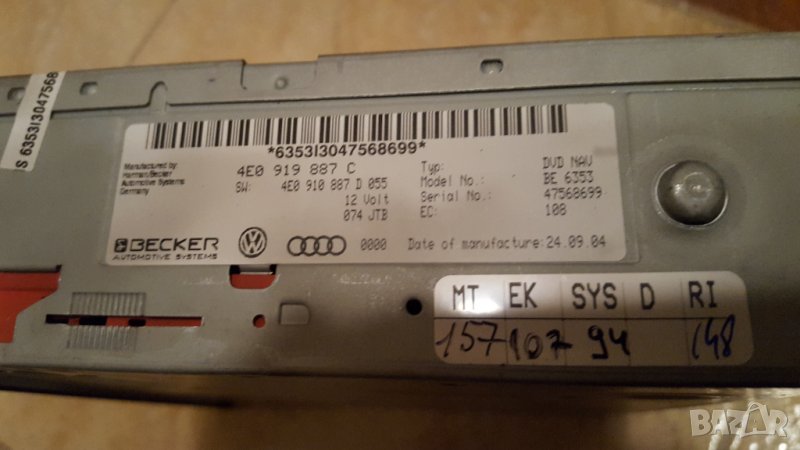 S 6353I3047568
*6353I3047568699*
Manufactured by
Harman/Becker
Automotive Systems
Germany
4E0 919 887 C
SW: 4E0 910 887 D 055
12 Volt
074 JTB
Typ: DVD NAV
Model No.: BE 6353
Serial No.: 47568699
EC: 108
BECKER
AUTOMOTIVE SYSTEMS
0000
Date of manufacture: 24.09.04
MT EK SYS D RI
157 107 94 148
BAZAR